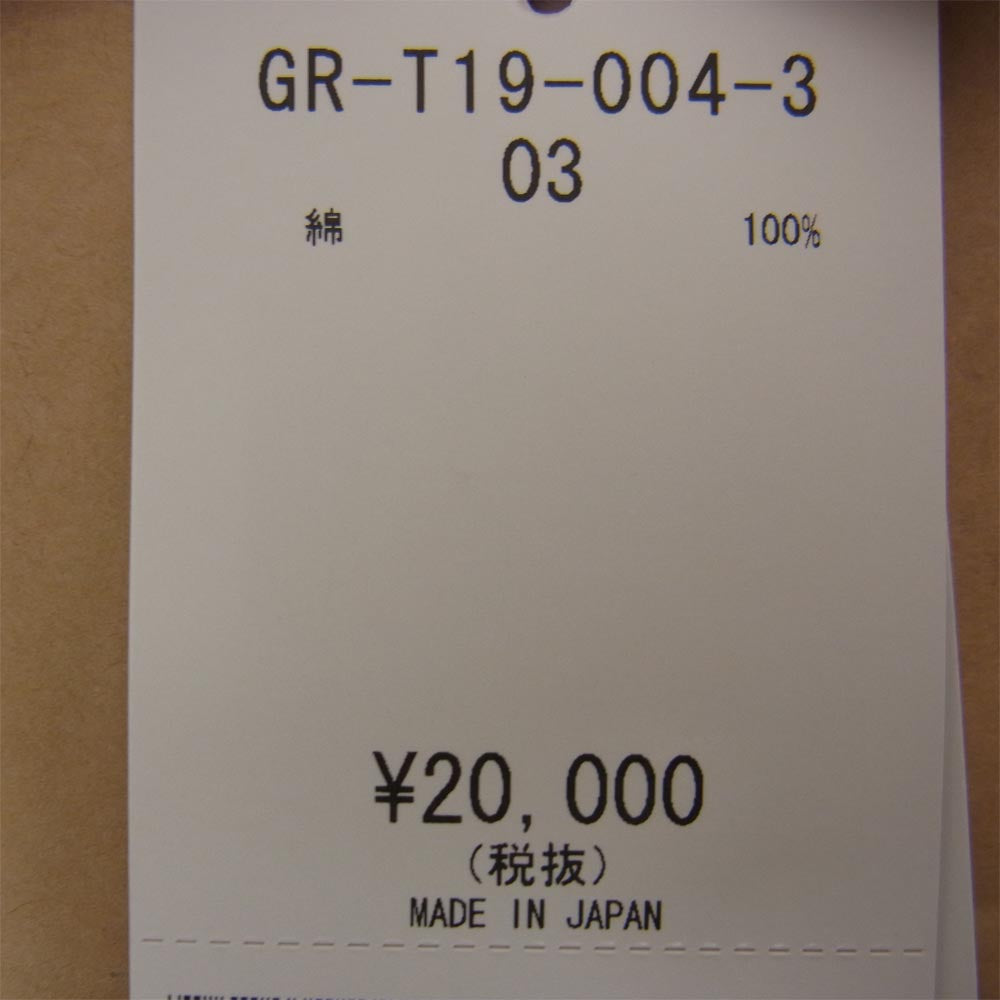 GR-T19-004-3
03
綿 100%
¥20,000
(税抜)
MADE IN JAPAN